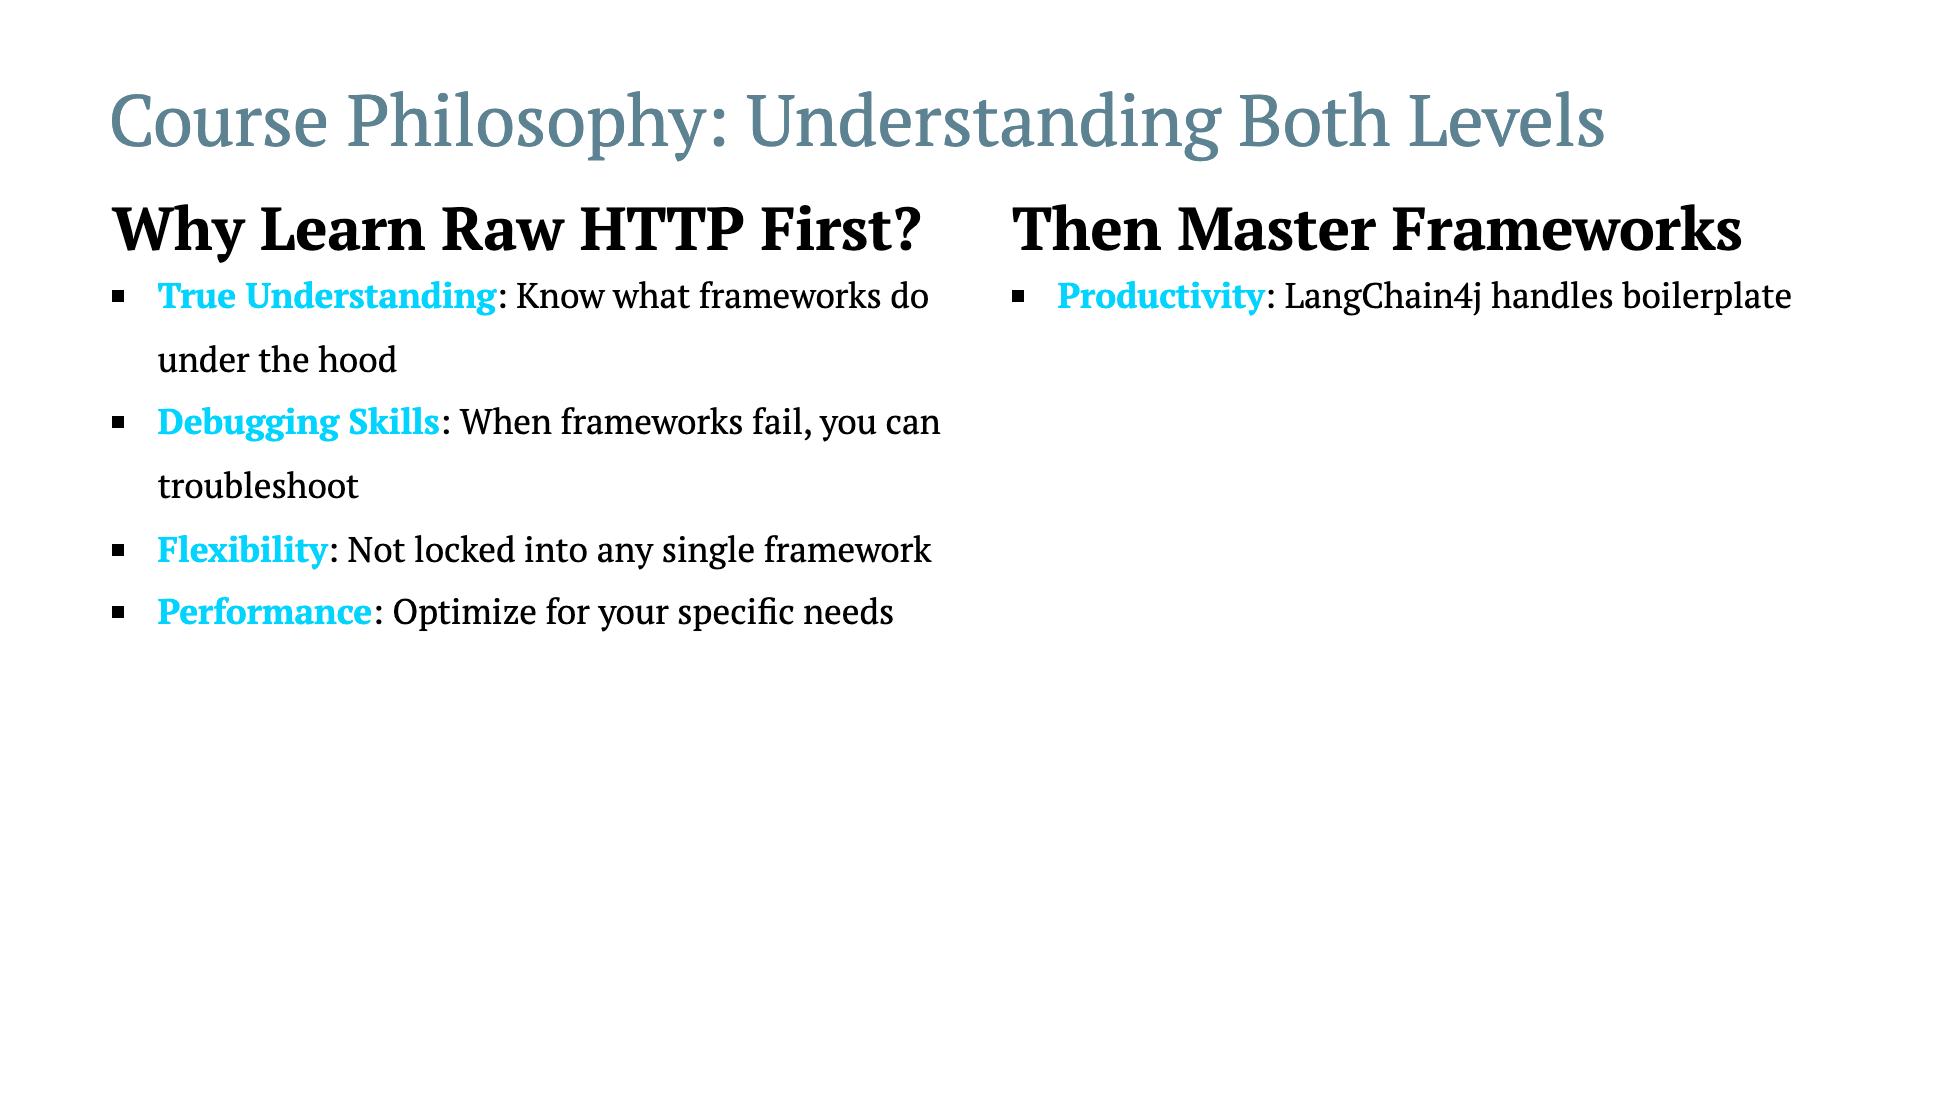 Course Philosophy: Understanding Both Levels
Why Learn Raw HTTP First?
True Understanding: Know what frameworks do
under the hood
Debugging Skills: When frameworks fail, you can
troubleshoot
Flexibility: Not locked into any single framework
Performance: Optimize for your specific needs
Then Master Frameworks
Productivity: LangChain4j handles boilerplate